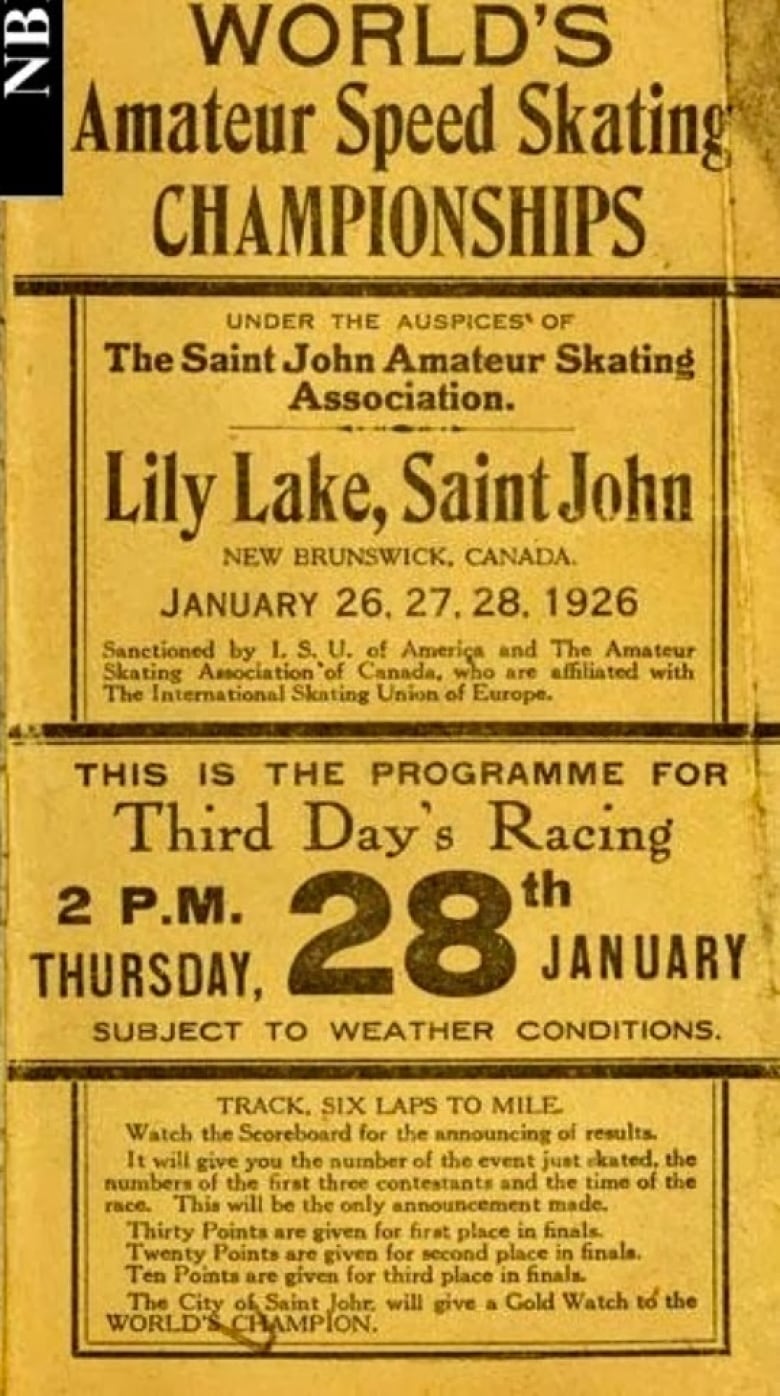 NB
WORLD'S
Amateur Speed Skating
CHAMPIONSHIPS
UNDER THE AUSPICES OF
The Saint John Amateur Skating
Association.
Lily Lake, Saint John
NEW BRUNSWICK, CANADA.
JANUARY 26, 27, 28, 1926
Sanctioned by I. S. U. of America and The Amateur
Skating Association of Canada, who are affiliated with
The International Skating Union of Europe.
THIS IS THE PROGRAMME FOR
Third Day's Racing
2 P.M.
THURSDAY, 28th JANUARY
SUBJECT TO WEATHER CONDITIONS.
TRACK, SIX LAPS TO MILE.
Watch the Scoreboard for the announcing of results.
It will give you the number of the event just skated, the
numbers of the first three contestants and the time of the
race. This will be the only announcement made.
Thirty Points are given for first place in finals.
Twenty Points are given for second place in finals.
Ten Points are given for third place in finals.
The City of Saint John will give a Gold Watch to the
WORLD'S CHAMPION.